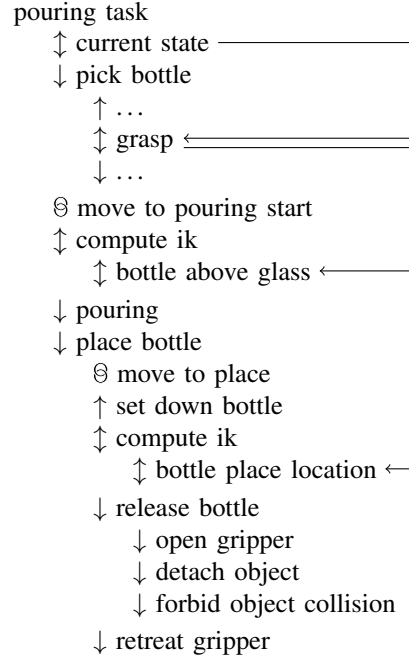 pouring task
↕ current state
↓ pick bottle
↑ ...
↕ grasp
↓ ...
move to pouring start
↕ compute ik
↕ bottle above glass
↓ pouring
↓ place bottle
move to place
↑ set down bottle
↕ compute ik
↕ bottle place location
↓ release bottle
↓ open gripper
↓ detach object
↓ forbid object collision
↓ retreat gripper